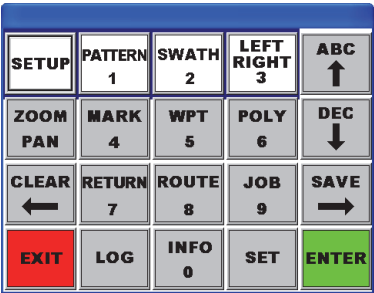 SETUP
PATTERN
1
SWATH
2
LEFT
RIGHT
3
ABC
ZOOM
PAN
MARK
4
WPT
5
POLY
6
DEC
CLEAR
RETURN
7
ROUTE
8
JOB
9
SAVE
EXIT
LOG
INFO
0
SET
ENTER